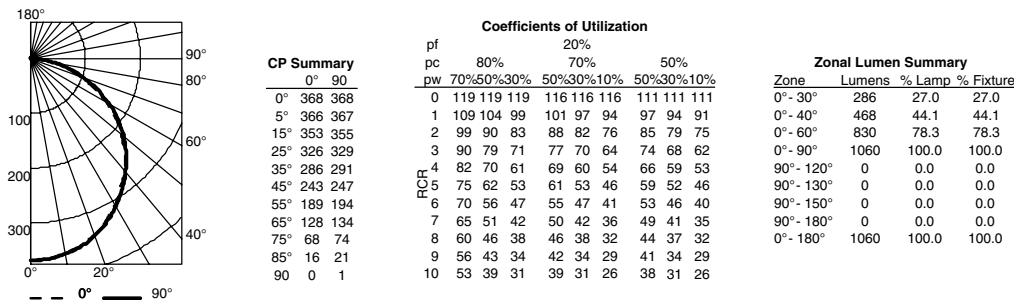 180°
90°
80°
100
60°
200
300
40°
0° 20°
0° 90°
CP Summary
0° 90
0° 368 368
5° 366 367
15° 353 355
25° 326 329
35° 286 291
45° 243 247
55° 189 194
65° 128 134
75° 68 74
85° 16 21
90 0 1
Coefficients of Utilization
pf 20%
pc 80% 70% 50%
pw 70%50%30% 50%30%10% 50%30%10%
RCR
0 119 119 119 116 116 116 111 111 111
1 109 104 99 101 97 94 97 94 91
2 99 90 83 88 82 76 85 79 75
3 90 79 71 77 70 64 74 68 62
4 82 70 61 69 60 54 66 59 53
5 75 62 53 61 53 46 59 52 46
6 70 56 47 55 47 41 53 46 40
7 65 51 42 50 42 36 49 41 35
8 60 46 38 46 38 32 44 37 32
9 56 43 34 42 34 29 41 34 29
10 53 39 31 39 31 26 38 31 26
Zonal Lumen Summary
Zone Lumens % Lamp % Fixture
0°- 30° 286 27.0 27.0
0°- 40° 468 44.1 44.1
0°- 60° 830 78.3 78.3
0°- 90° 1060 100.0 100.0
90°- 120° 0 0.0 0.0
90°- 130° 0 0.0 0.0
90°- 150° 0 0.0 0.0
90°- 180° 0 0.0 0.0
0°- 180° 1060 100.0 100.0